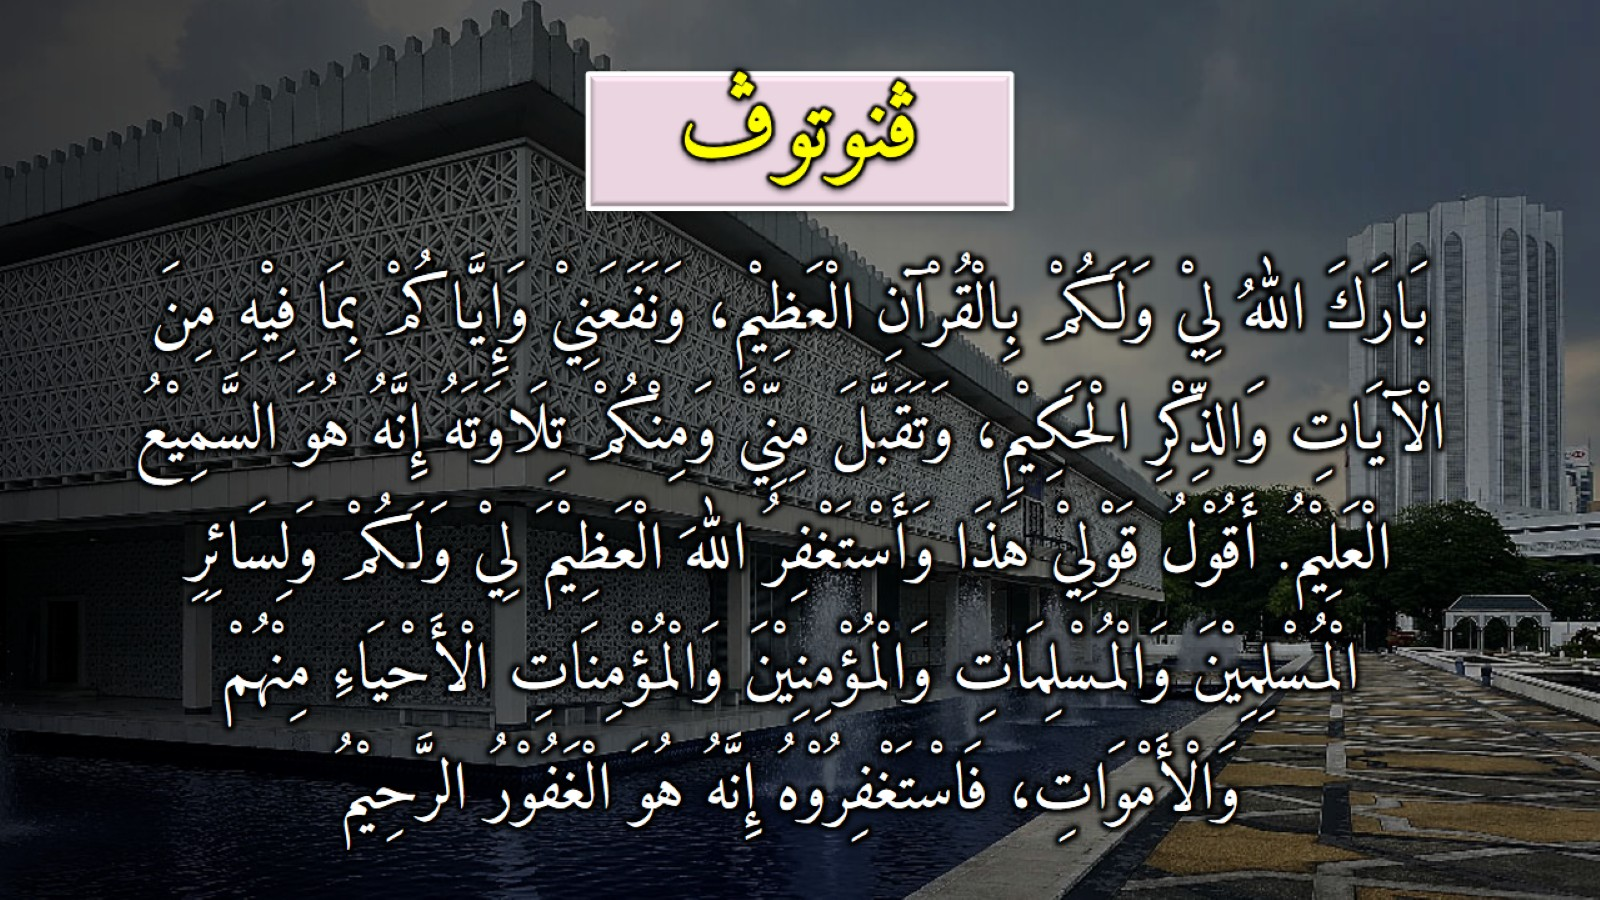 ڤنوتوڤ
بَارَكَ اللهُ لِيْ وَلَكُمْ بِالْقُرْآنِ الْعَظِيْمِ، وَنَفَعَنِيْ وَإِيَّاكُمْ بِمَا فِيْهِ مِنَ
الْآيَاتِ وَالذِّكْرِ الْحَكِيْمِ، وَتَقَبَّلَ مِنِّيْ وَمِنْكُمْ تِلَاوَتَهُ إِنَّهُ هُوَ السَّمِيْعُ
الْعَلِيْمُ. أَقُوْلُ قَوْلِيْ هَذَا وَأَسْتَغْفِرُ اللهَ الْعَظِيْمَ لِيْ وَلَكُمْ وَلِسَائِرِ
الْمُسْلِمِيْنَ وَالْمُسْلِمَاتِ وَالْمُؤْمِنِيْنَ وَالْمُؤْمِنَاتِ الْأَحْيَاءِ مِنْهُمْ
وَالْأَمْوَاتِ، فَاسْتَغْفِرُوْهُ إِنَّهُ هُوَ الْغَفُوْرُ الرَّحِيْمُ